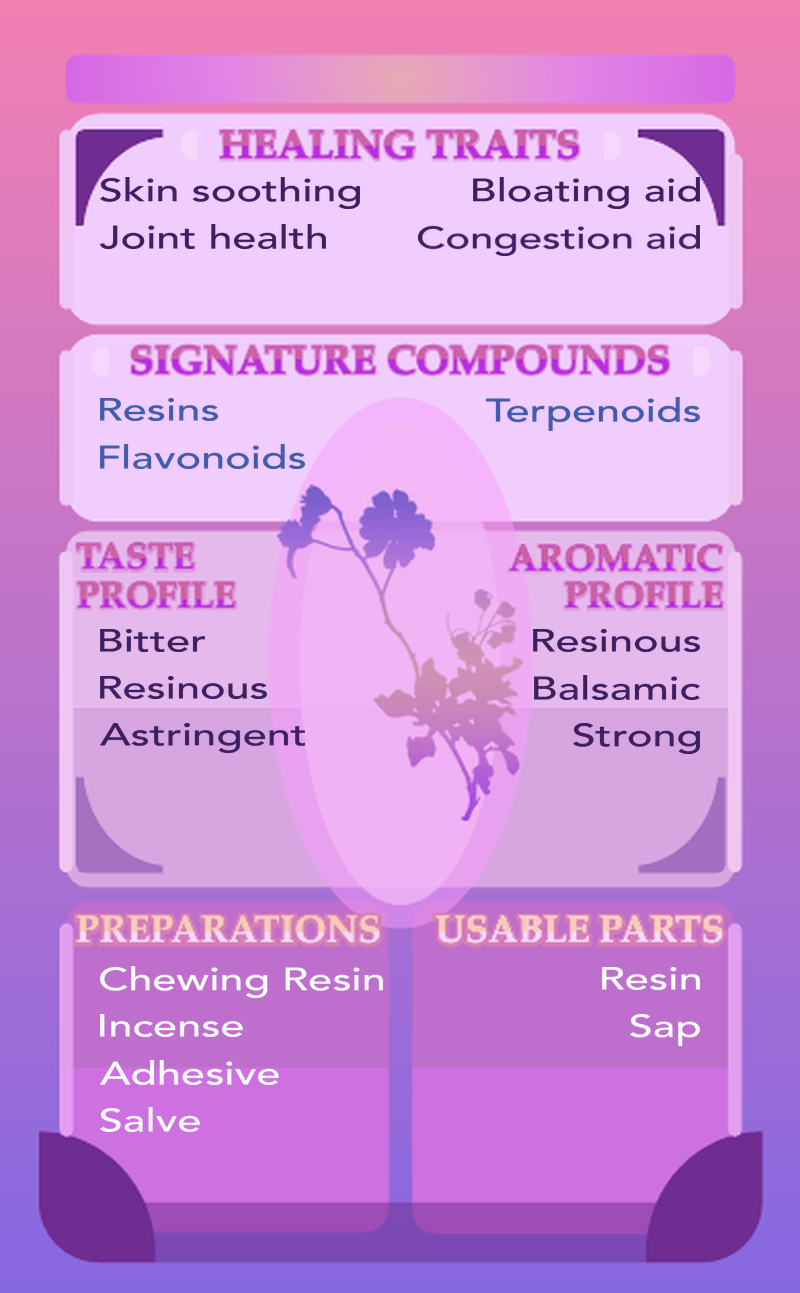 HEALING TRAITS
Skin soothing
Bloating aid
Joint health
Congestion aid
SIGNATURE COMPOUNDS
Resins
Terpenoids
Flavonoids
TASTE
PROFILE
Bitter
Resinous
Astringent
AROMATIC
PROFILE
Resinous
Balsamic
Strong
PREPARATIONS
Chewing Resin
Incense
Adhesive
Salve
USABLE PARTS
Resin
Sap